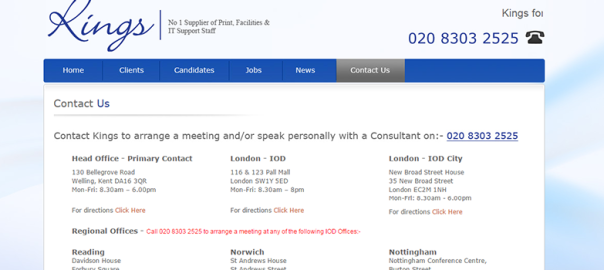 Kings for
Kings
No 1 Supplier of Print, Facilities &
IT Support Staff
020 8303 2525
Home Clients Candidates Jobs News Contact Us
Contact Us
Contact Kings to arrange a meeting and/or speak personally with a Consultant on:- 020 8303 2525
Head Office - Primary Contact
130 Bellegrove Road
Welling, Kent DA16 3QR
Mon-Fri: 8.30am – 6.00pm
For directions Click Here
London - IOD
116 & 123 Pall Mall
London SW1Y 5ED
Mon-Fri: 8.30am – 8pm
For directions Click Here
London - IOD City
New Broad Street House
35 New Broad Street
London EC2M 1NH
Mon-Fri: 8.30am - 6.00pm
For directions Click Here
Regional Offices - Call 020 8303 2525 to arrange a meeting at any of the following IOD Offices:-
Reading
Davidson House
Forbury Square
Norwich
St Andrews House
St Andrews Street
Nottingham
Nottingham Conference Centre,
Burton Street